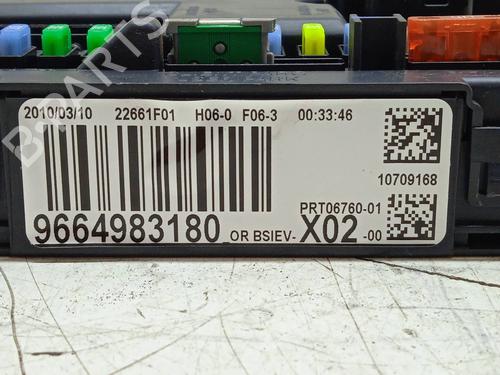 2010/03/10 22661F01 H06-0 F06-3 00:33:46
10709168
PRT06760-01
9664983180 OR BSIEV- X02 -00
B-Parts